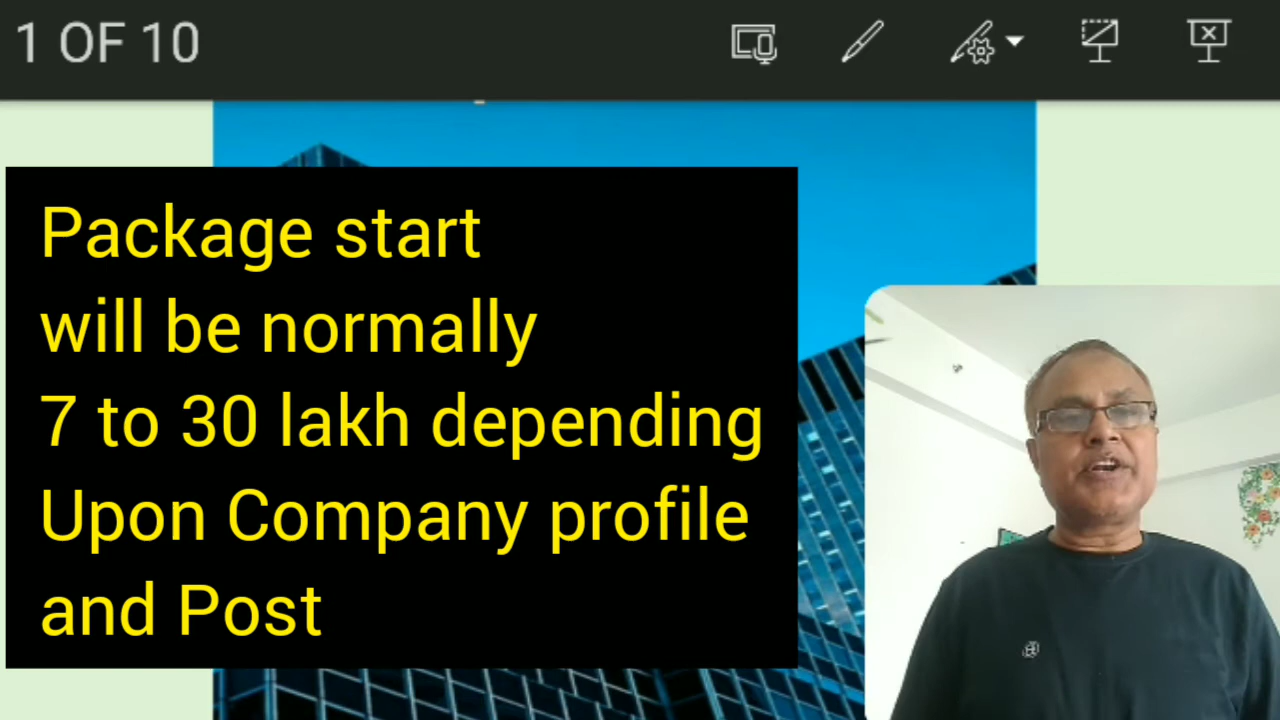 1 OF 10
Package start
will be normally
7 to 30 lakh depending
Upon Company profile
and Post